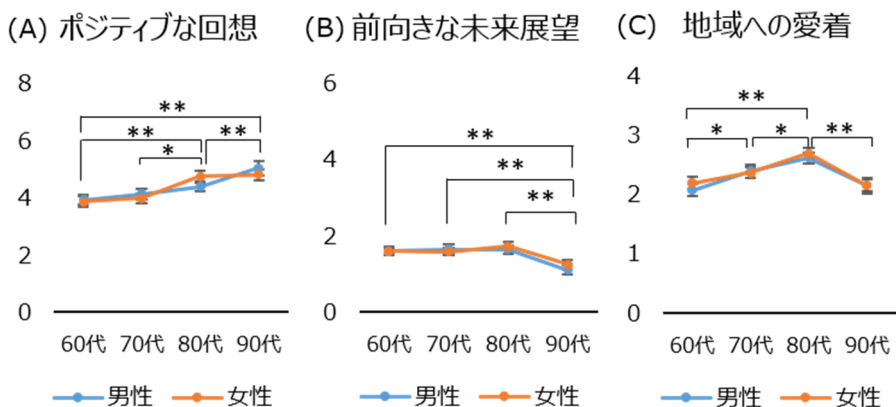 (A) ポジティブな回想
8
6
4
2
0
**
**
**
*
60代 70代 80代 90代
男性 女性
(B) 前向きな未来展望
6
4
2
0
**
**
**
60代 70代 80代 90代
男性 女性
(C) 地域への愛着
4
3
2
1
0
**
* * **
60代 70代 80代 90代
男性 女性